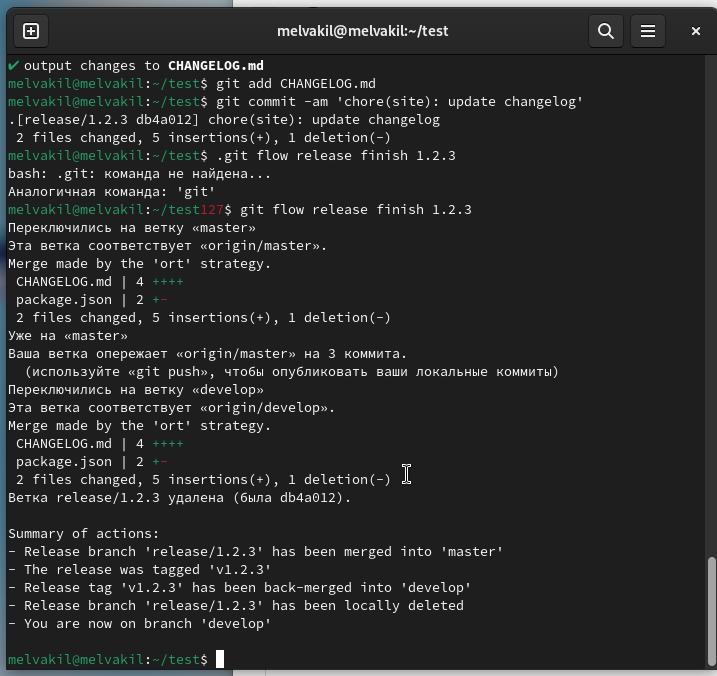 melvakil@melvakil:~/test
✔ output changes to CHANGELOG.md
melvakil@melvakil:~/test$ git add CHANGELOG.md
melvakil@melvakil:~/test$ git commit -am 'chore(site): update changelog'
.[release/1.2.3 db4a012] chore(site): update changelog
 2 files changed, 5 insertions(+), 1 deletion(-)
melvakil@melvakil:~/test$ .git flow release finish 1.2.3
bash: .git: команда не найдена...
Аналогичная команда: 'git'
melvakil@melvakil:~/test127$ git flow release finish 1.2.3
Переключились на ветку «master»
Эта ветка соответствует «origin/master».
Merge made by the 'ort' strategy.
 CHANGELOG.md | 4 ++++
 package.json | 2 +-
 2 files changed, 5 insertions(+), 1 deletion(-)
Уже на «master»
Ваша ветка опережает «origin/master» на 3 коммита.
  (используйте «git push», чтобы опубликовать ваши локальные коммиты)
Переключились на ветку «develop»
Эта ветка соответствует «origin/develop».
Merge made by the 'ort' strategy.
 CHANGELOG.md | 4 ++++
 package.json | 2 +-
 2 files changed, 5 insertions(+), 1 deletion(-)
Ветка release/1.2.3 удалена (была db4a012).
Summary of actions:
- Release branch 'release/1.2.3' has been merged into 'master'
- The release was tagged 'v1.2.3'
- Release tag 'v1.2.3' has been back-merged into 'develop'
- Release branch 'release/1.2.3' has been locally deleted
- You are now on branch 'develop'
melvakil@melvakil:~/test$